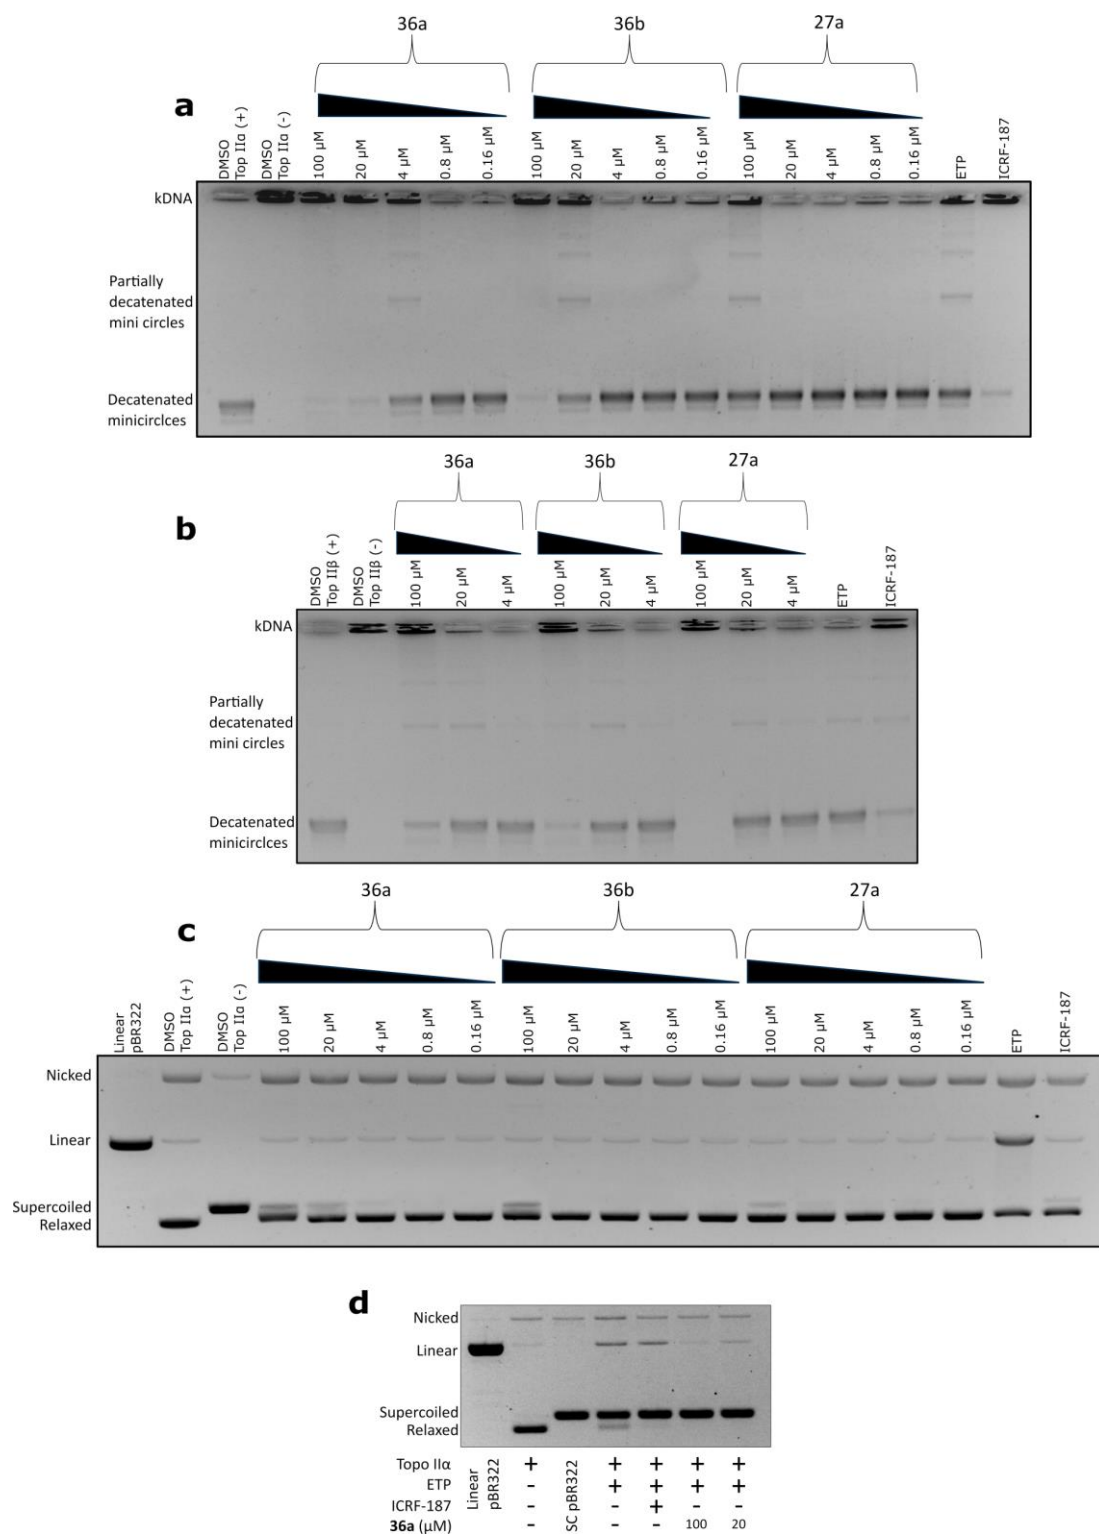 36a 36b 27a
a
DMSO Top IIα (+)
DMSO Top IIα (-)
100 µM
20 µM
4 µM
0.8 µM
0.16 µM
100 µM
20 µM
4 µM
0.8 µM
0.16 µM
100 µM
20 µM
4 µM
0.8 µM
0.16 µM
ETP
ICRF-187
kDNA
Partially
decatenated
mini circles
Decatenated
minicirclces
36a 36b 27a
b
DMSO Top IIβ (+)
DMSO Top IIβ (-)
100 µM
20 µM
4 µM
100 µM
20 µM
4 µM
100 µM
20 µM
4 µM
ETP
ICRF-187
kDNA
Partially
decatenated
mini circles
Decatenated
minicirclces
36a 36b 27a
c
Linear pBR322
DMSO Top IIα (+)
DMSO Top IIα (-)
100 µM
20 µM
4 µM
0.8 µM
0.16 µM
100 µM
20 µM
4 µM
0.8 µM
0.16 µM
100 µM
20 µM
4 µM
0.8 µM
0.16 µM
ETP
ICRF-187
Nicked
Linear
Supercoiled
Relaxed
d
Nicked
Linear
Supercoiled
Relaxed
Linear pBR322
SC pBR322
Topo IIα + + + + +
ETP - + + + +
ICRF-187 - - + - -
36a (µM) - - - 100 20